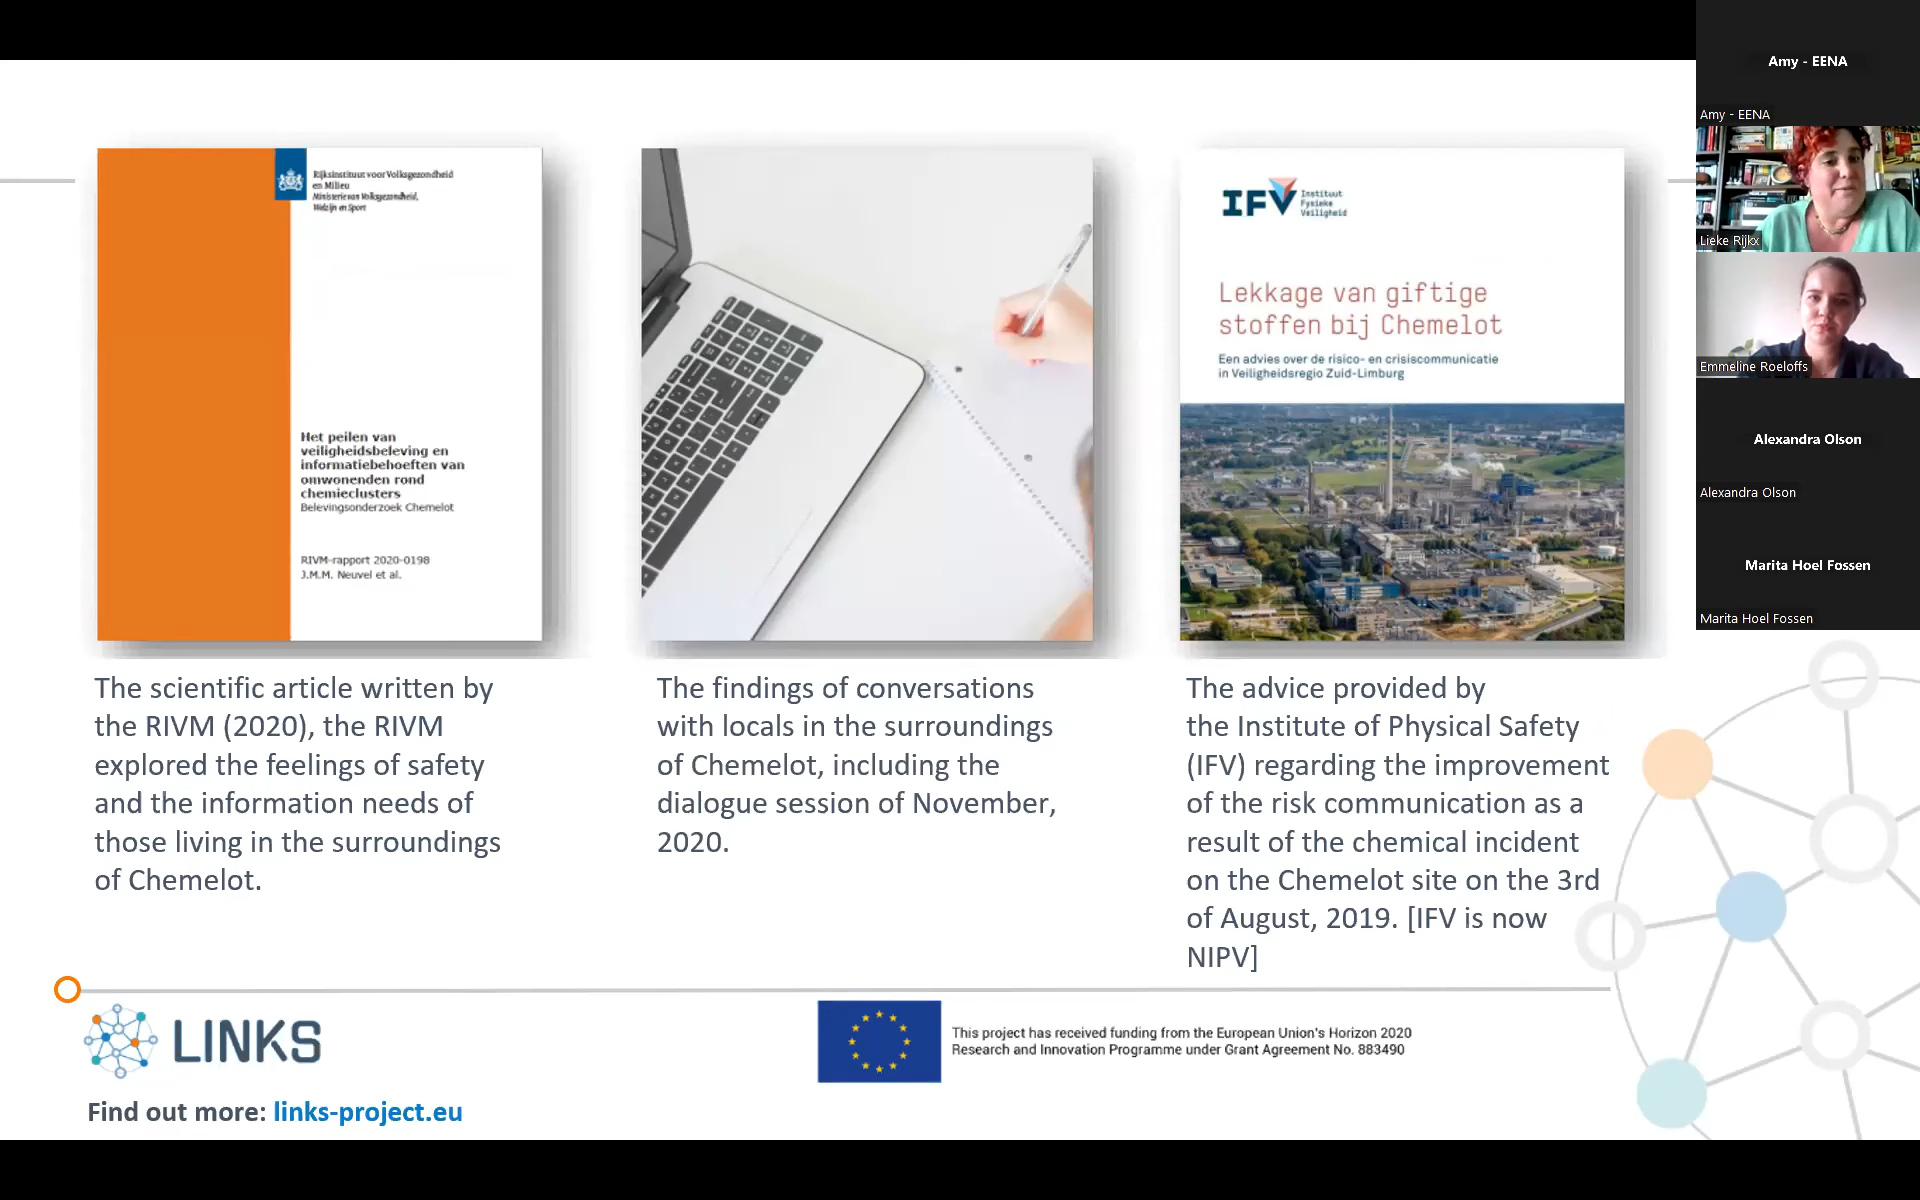 Rijksinstituut voor Volksgezondheid
en Milieu
Ministerie van Volksgezondheid,
Welzijn en Sport
Het peilen van
veiligheidsbeleving en
informatiebehoeften van
omwonenden rond
chemieclusters
Belevingsonderzoek Chemelot
RIVM-rapport 2020-0198
J.M.M. Neuvel et al.
IFV Instituut
Fysieke
Veiligheid
Lekkage van giftige
stoffen bij Chemelot
Een advies over de risico- en crisiscommunicatie
in Veiligheidsregio Zuid-Limburg
The scientific article written by
the RIVM (2020), the RIVM
explored the feelings of safety
and the information needs of
those living in the surroundings
of Chemelot.
The findings of conversations
with locals in the surroundings
of Chemelot, including the
dialogue session of November,
2020.
The advice provided by
the Institute of Physical Safety
(IFV) regarding the improvement
of the risk communication as a
result of the chemical incident
on the Chemelot site on the 3rd
of August, 2019. [IFV is now
NIPV]
LINKS
Find out more: links-project.eu
This project has received funding from the European Union's Horizon 2020
Research and Innovation Programme under Grant Agreement No. 883490
Amy - EENA
Amy - EENA
Lieke Rijkx
Emmeline Roeloffs
Alexandra Olson
Alexandra Olson
Marita Hoel Fossen
Marita Hoel Fossen